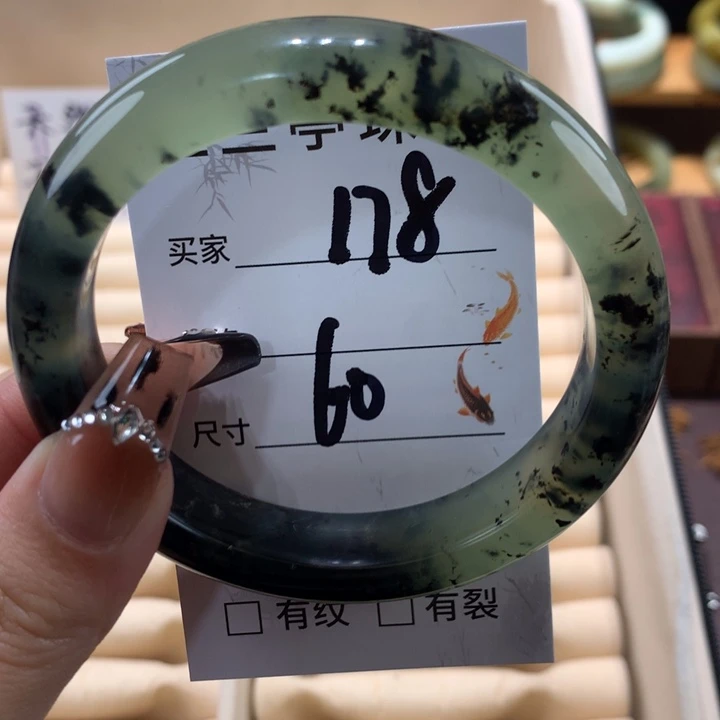 买家 178
60
尺寸
□ 有纹 □ 有裂